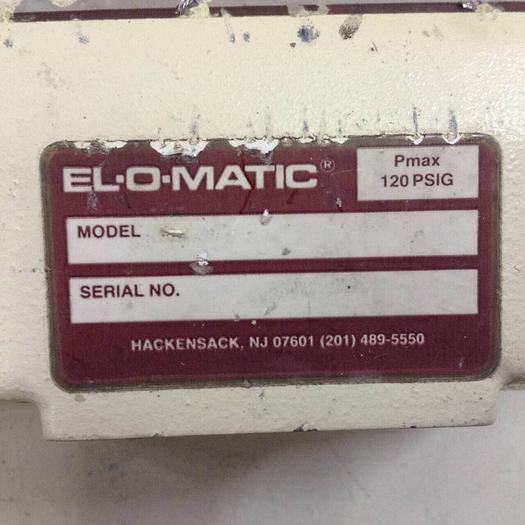 EL-O-MATIC®
Pmax
120 PSIG
MODEL
SERIAL NO.
HACKENSACK, NJ 07601 (201) 489-5550